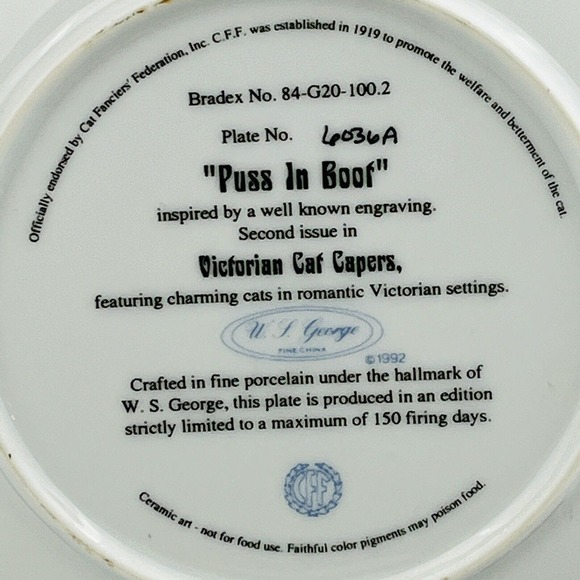 Officially endorsed by Cat Fanciers' Federation, Inc. C.F.F. was established in 1919 to promote the welfare and betterment of the cat.
Bradex No. 84-G20-100.2
Plate No. 6036A
"Puss In Boot"
inspired by a well known engraving.
Second issue in
Victorian Cat Capers,
featuring charming cats in romantic Victorian settings.
W. S. George
FINE CHINA
©1992
Crafted in fine porcelain under the hallmark of
W. S. George, this plate is produced in an edition
strictly limited to a maximum of 150 firing days.
CFF
Ceramic art - not for food use. Faithful color pigments may poison food.